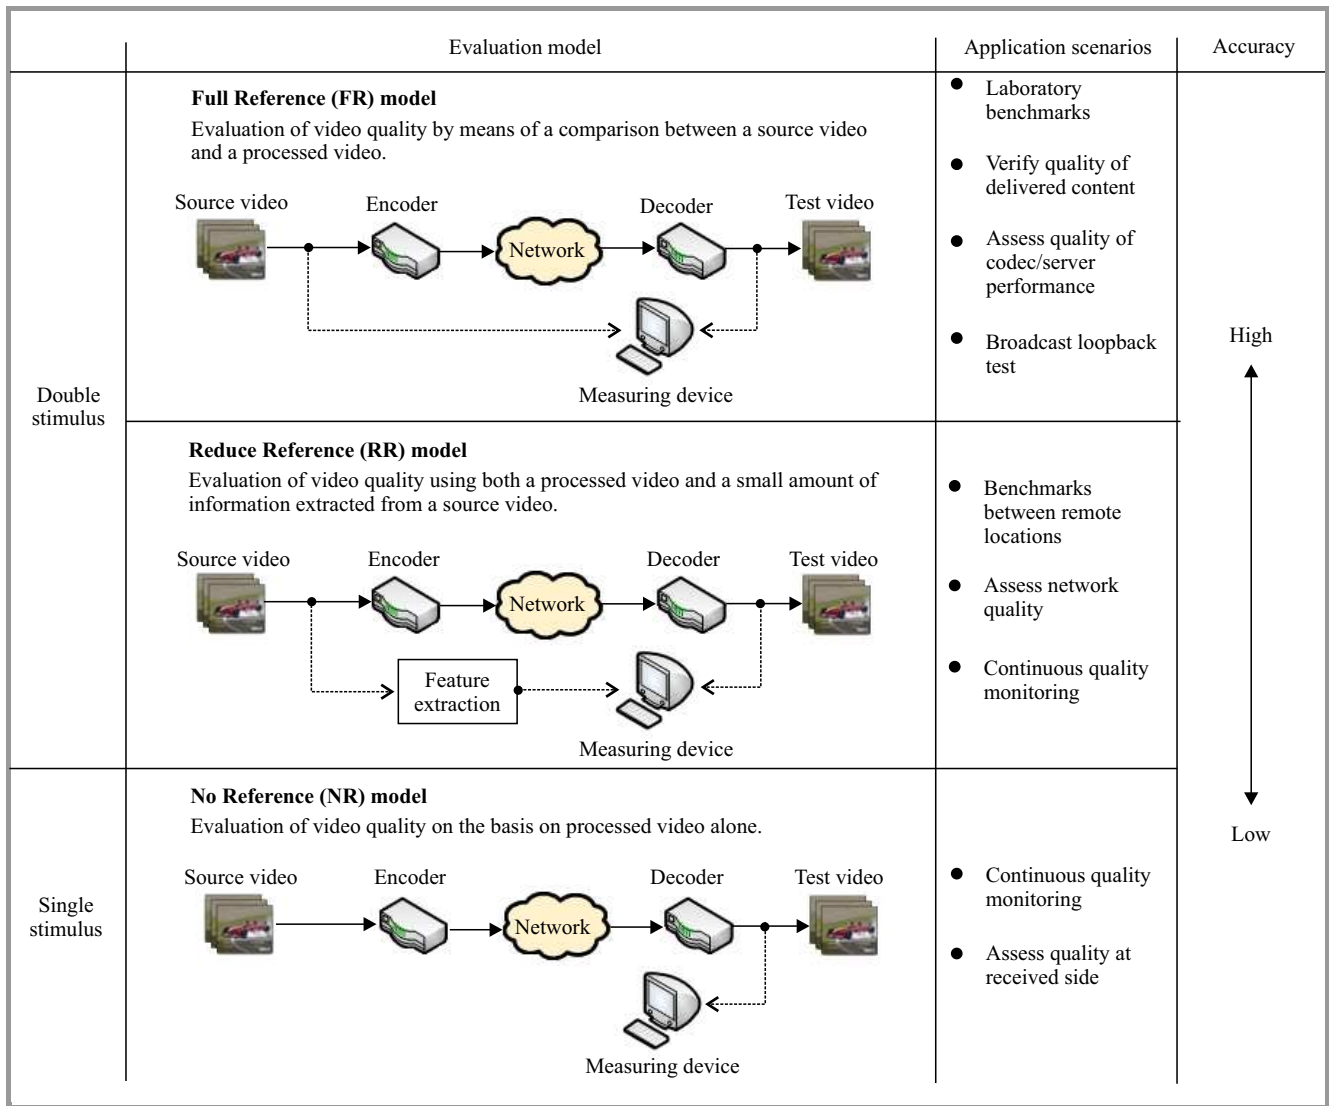 Evaluation model
Application scenarios
Accuracy
Double
stimulus
Full Reference (FR) model
Evaluation of video quality by means of a comparison between a source video
and a processed video.
Source video
Encoder
Network
Decoder
Test video
Measuring device
Laboratory
benchmarks
Verify quality of
delivered content
Assess quality of
codec/server
performance
Broadcast loopback
test
High
Reduce Reference (RR) model
Evaluation of video quality using both a processed video and a small amount of
information extracted from a source video.
Source video
Encoder
Network
Decoder
Test video
Feature
extraction
Measuring device
Benchmarks
between remote
locations
Assess network
quality
Continuous quality
monitoring
Low
Single
stimulus
No Reference (NR) model
Evaluation of video quality on the basis on processed video alone.
Source video
Encoder
Network
Decoder
Test video
Measuring device
Continuous quality
monitoring
Assess quality at
received side